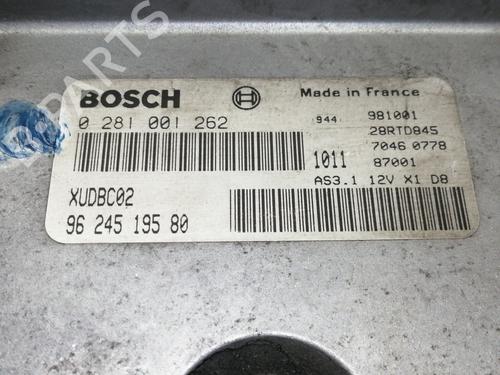 BOSCH
Made in France
0 281 001 262
944 981001
28RTD845
7046 0778
1011 87001
AS3.1 12V X1 D8
XUDBC02
96 245 195 80